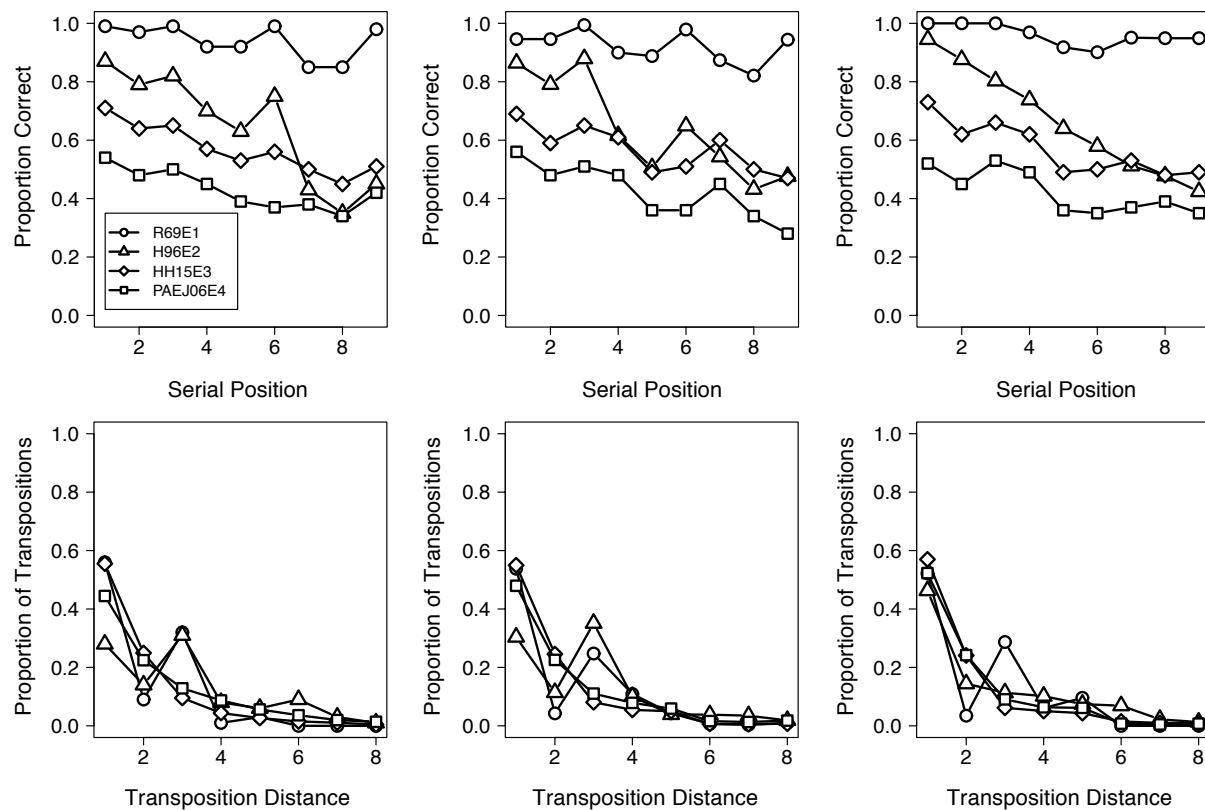 1.0
0.8
0.6
0.4
0.2
0.0
Proportion Correct
R69E1
H96E2
HH15E3
PAEJ06E4
2 4 6 8
Serial Position
1.0
0.8
0.6
0.4
0.2
0.0
Proportion Correct
2 4 6 8
Serial Position
1.0
0.8
0.6
0.4
0.2
0.0
Proportion Correct
2 4 6 8
Serial Position
1.0
0.8
0.6
0.4
0.2
0.0
Proportion of Transpositions
2 4 6 8
Transposition Distance
1.0
0.8
0.6
0.4
0.2
0.0
Proportion of Transpositions
2 4 6 8
Transposition Distance
1.0
0.8
0.6
0.4
0.2
0.0
Proportion of Transpositions
2 4 6 8
Transposition Distance